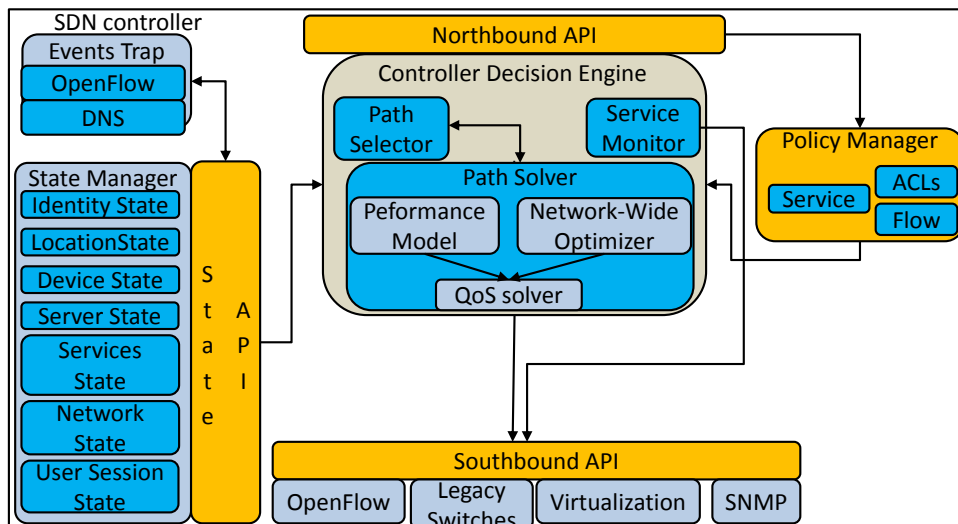 SDN controller
Events Trap
OpenFlow
DNS
State Manager
Identity State
LocationState
Device State
Server State
Services
State
Network
State
User Session
State
State
API
Northbound API
Controller Decision Engine
Path
Selector
Service
Monitor
Path Solver
Peformance
Model
Network-Wide
Optimizer
QoS solver
Policy Manager
Service
ACLs
Flow
Southbound API
OpenFlow
Legacy
Switches
Virtualization
SNMP